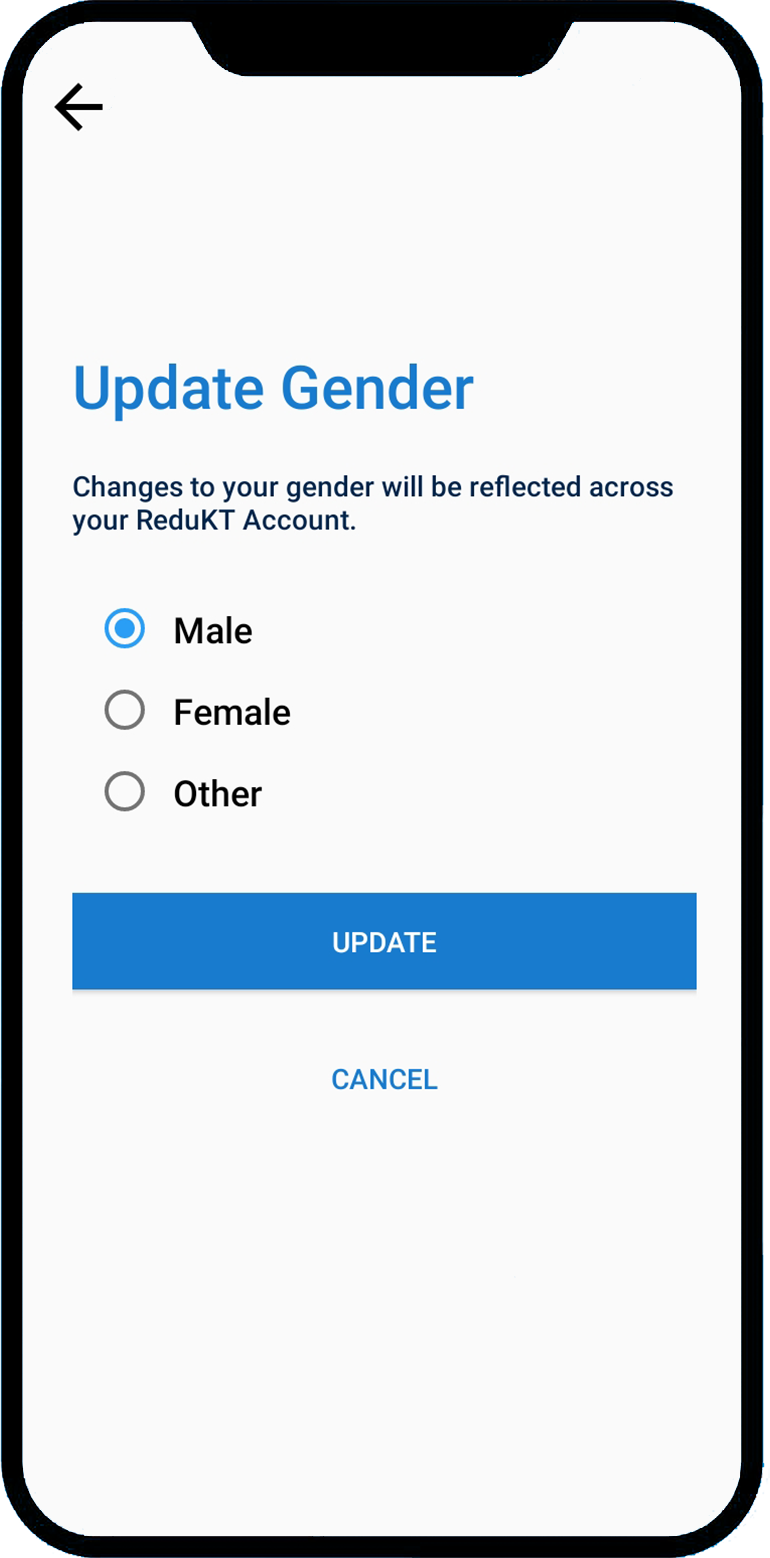 Update Gender
Changes to your gender will be reflected across
your ReduKT Account.
Male
Female
Other
UPDATE
CANCEL